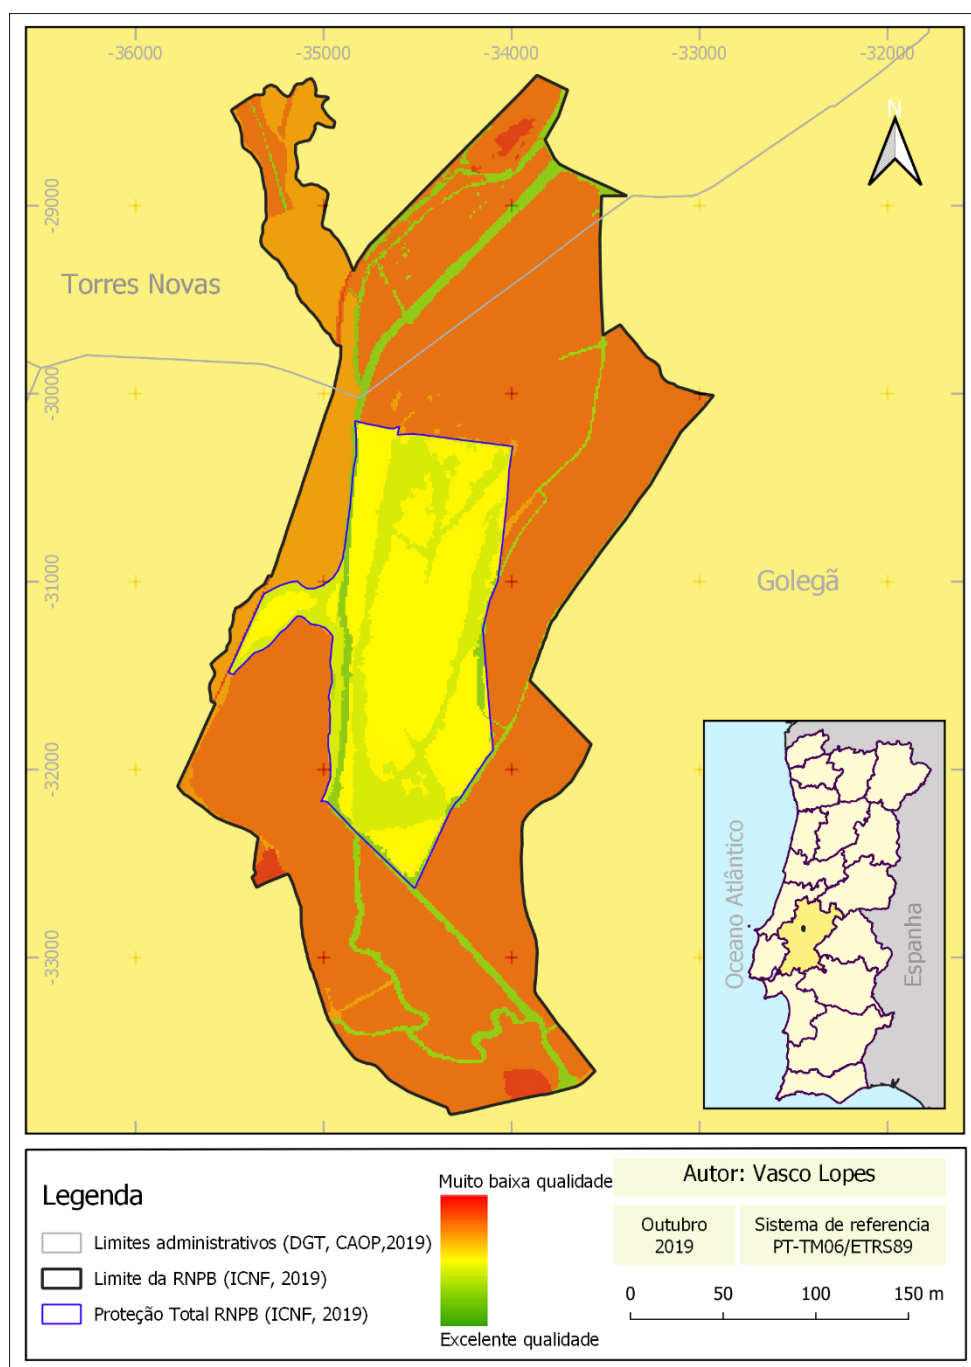 -36000
-35000
-34000
-33000
-32000
N
-29000
Torres Novas
-30000
-31000
Golegã
-32000
-33000
Oceano Atlântico
Espanha
Legenda
Limites administrativos (DGT, CAOP,2019)
Limite da RNPB (ICNF, 2019)
Proteção Total RNPB (ICNF, 2019)
Muito baixa qualidade
Excelente qualidade
Autor: Vasco Lopes
Outubro
2019
Sistema de referencia
PT-TM06/ETRS89
0
50
100
150 m